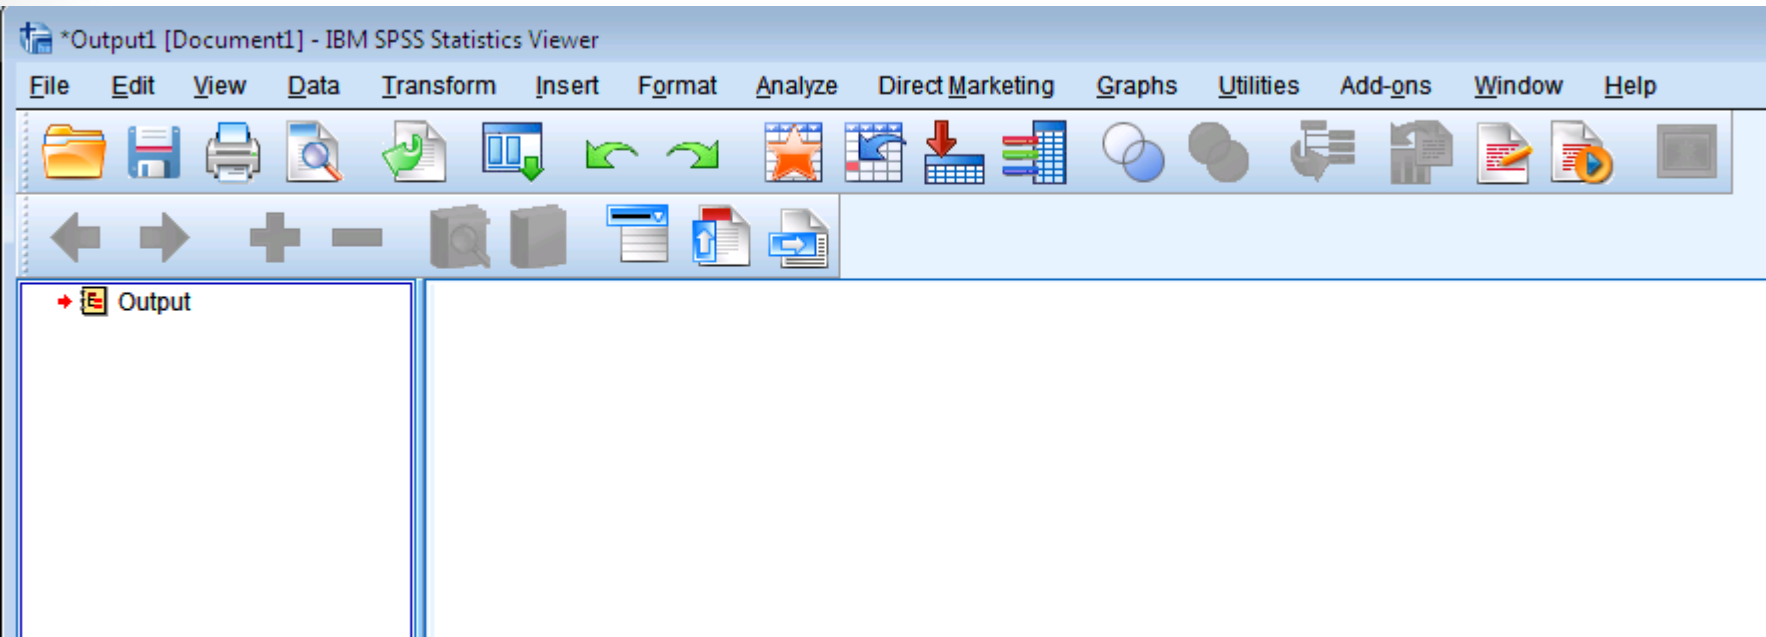 *Output1 [Document1] - IBM SPSS Statistics Viewer
File Edit View Data Transform Insert Format Analyze Direct Marketing Graphs Utilities Add-ons Window Help
Output